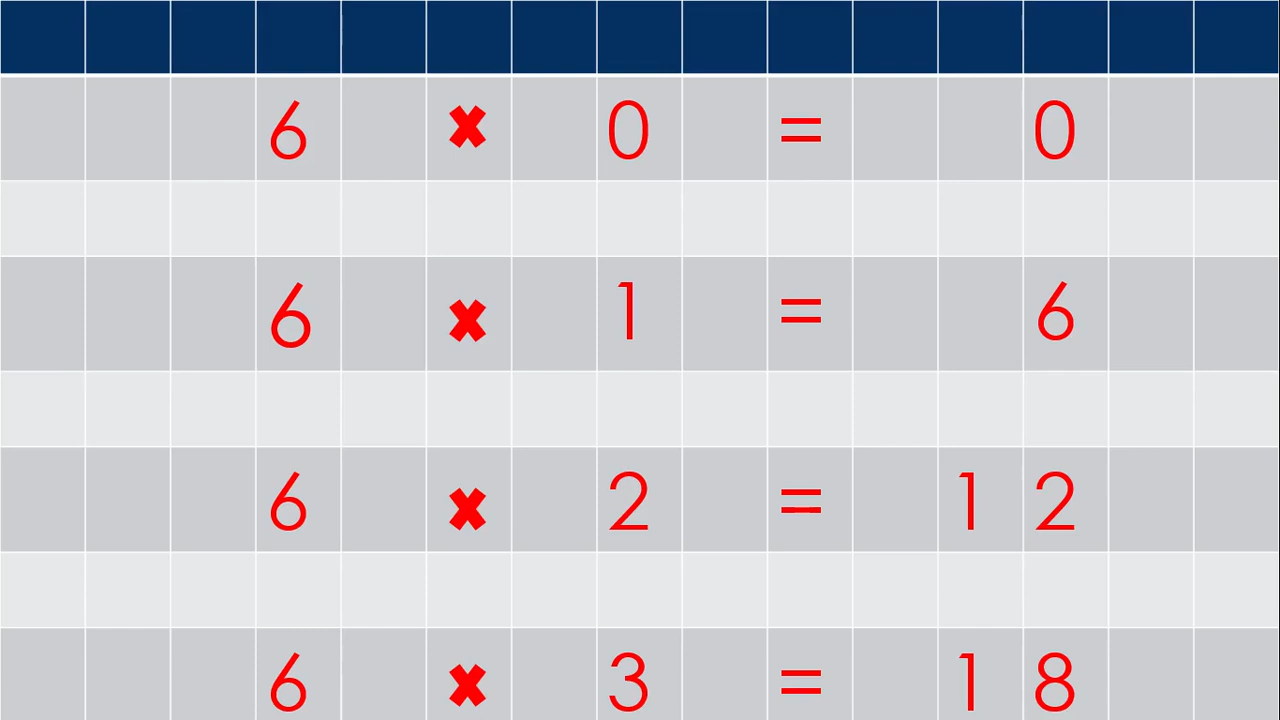 6 × 0 = 0
6 × 1 = 6
6 × 2 = 12
6 × 3 = 18